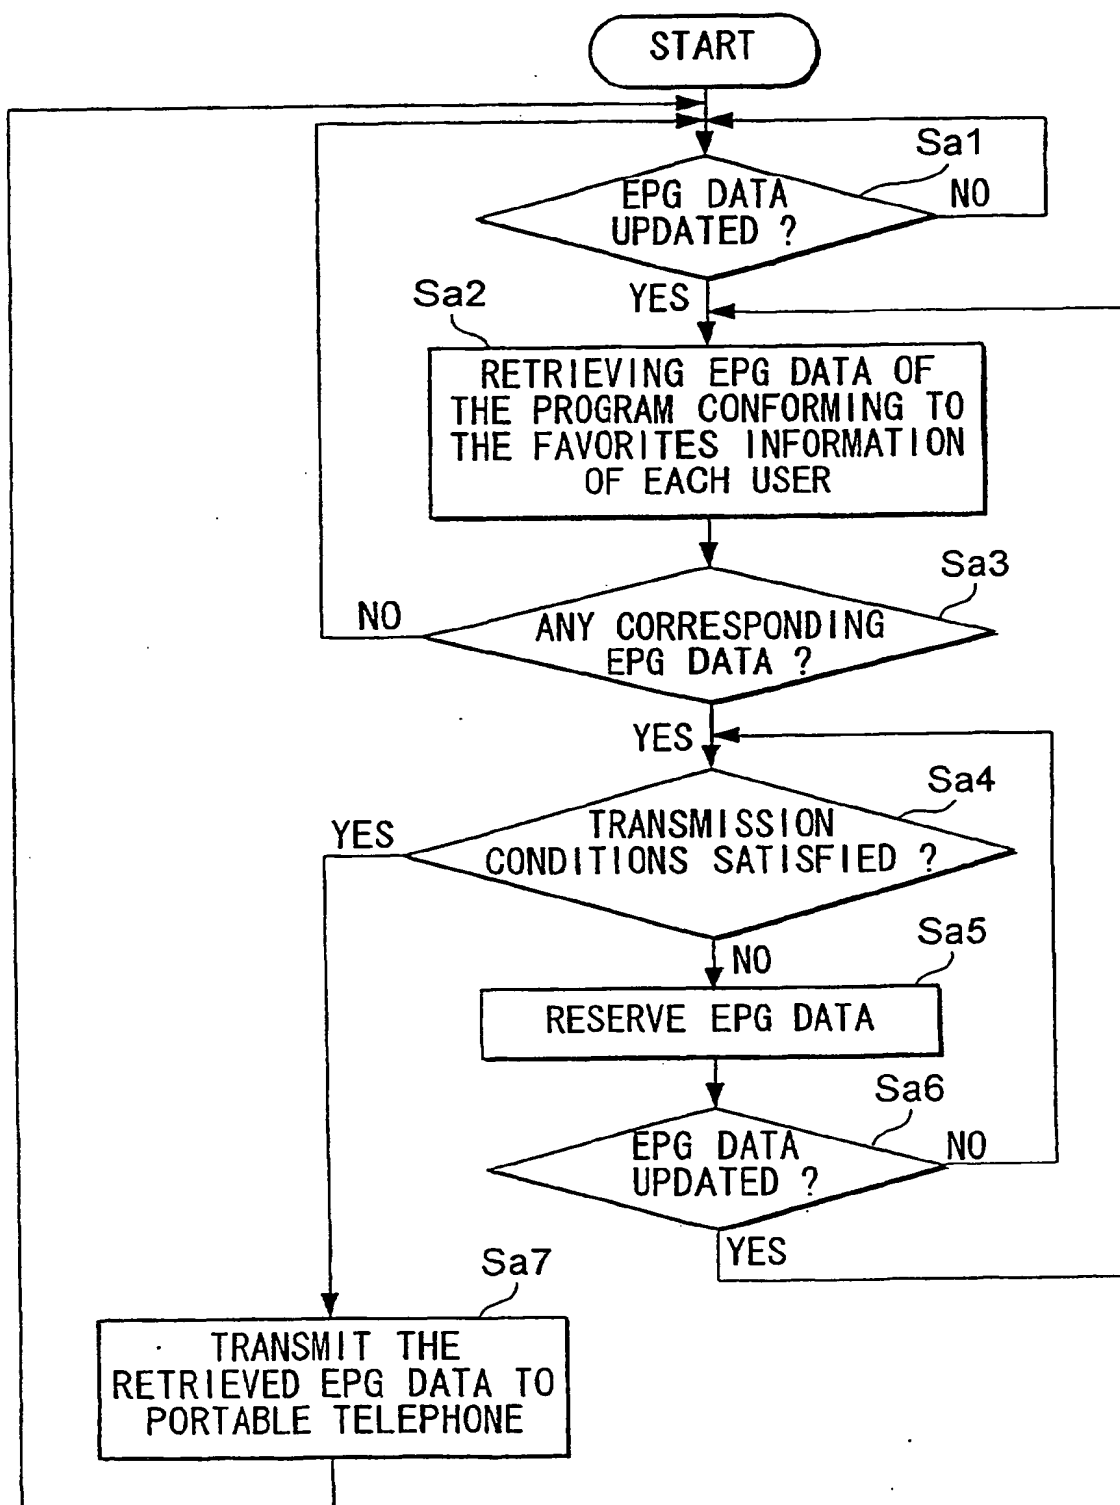 START
Sa1
EPG DATA
UPDATED ?
NO
YES
Sa2
RETRIEVING EPG DATA OF
THE PROGRAM CONFORMING TO
THE FAVORITES INFORMATION
OF EACH USER
Sa3
NO
ANY CORRESPONDING
EPG DATA ?
YES
Sa4
YES
TRANSMISSION
CONDITIONS SATISFIED ?
NO
Sa5
RESERVE EPG DATA
Sa6
EPG DATA
UPDATED ?
NO
YES
Sa7
TRANSMIT THE
RETRIEVED EPG DATA TO
PORTABLE TELEPHONE